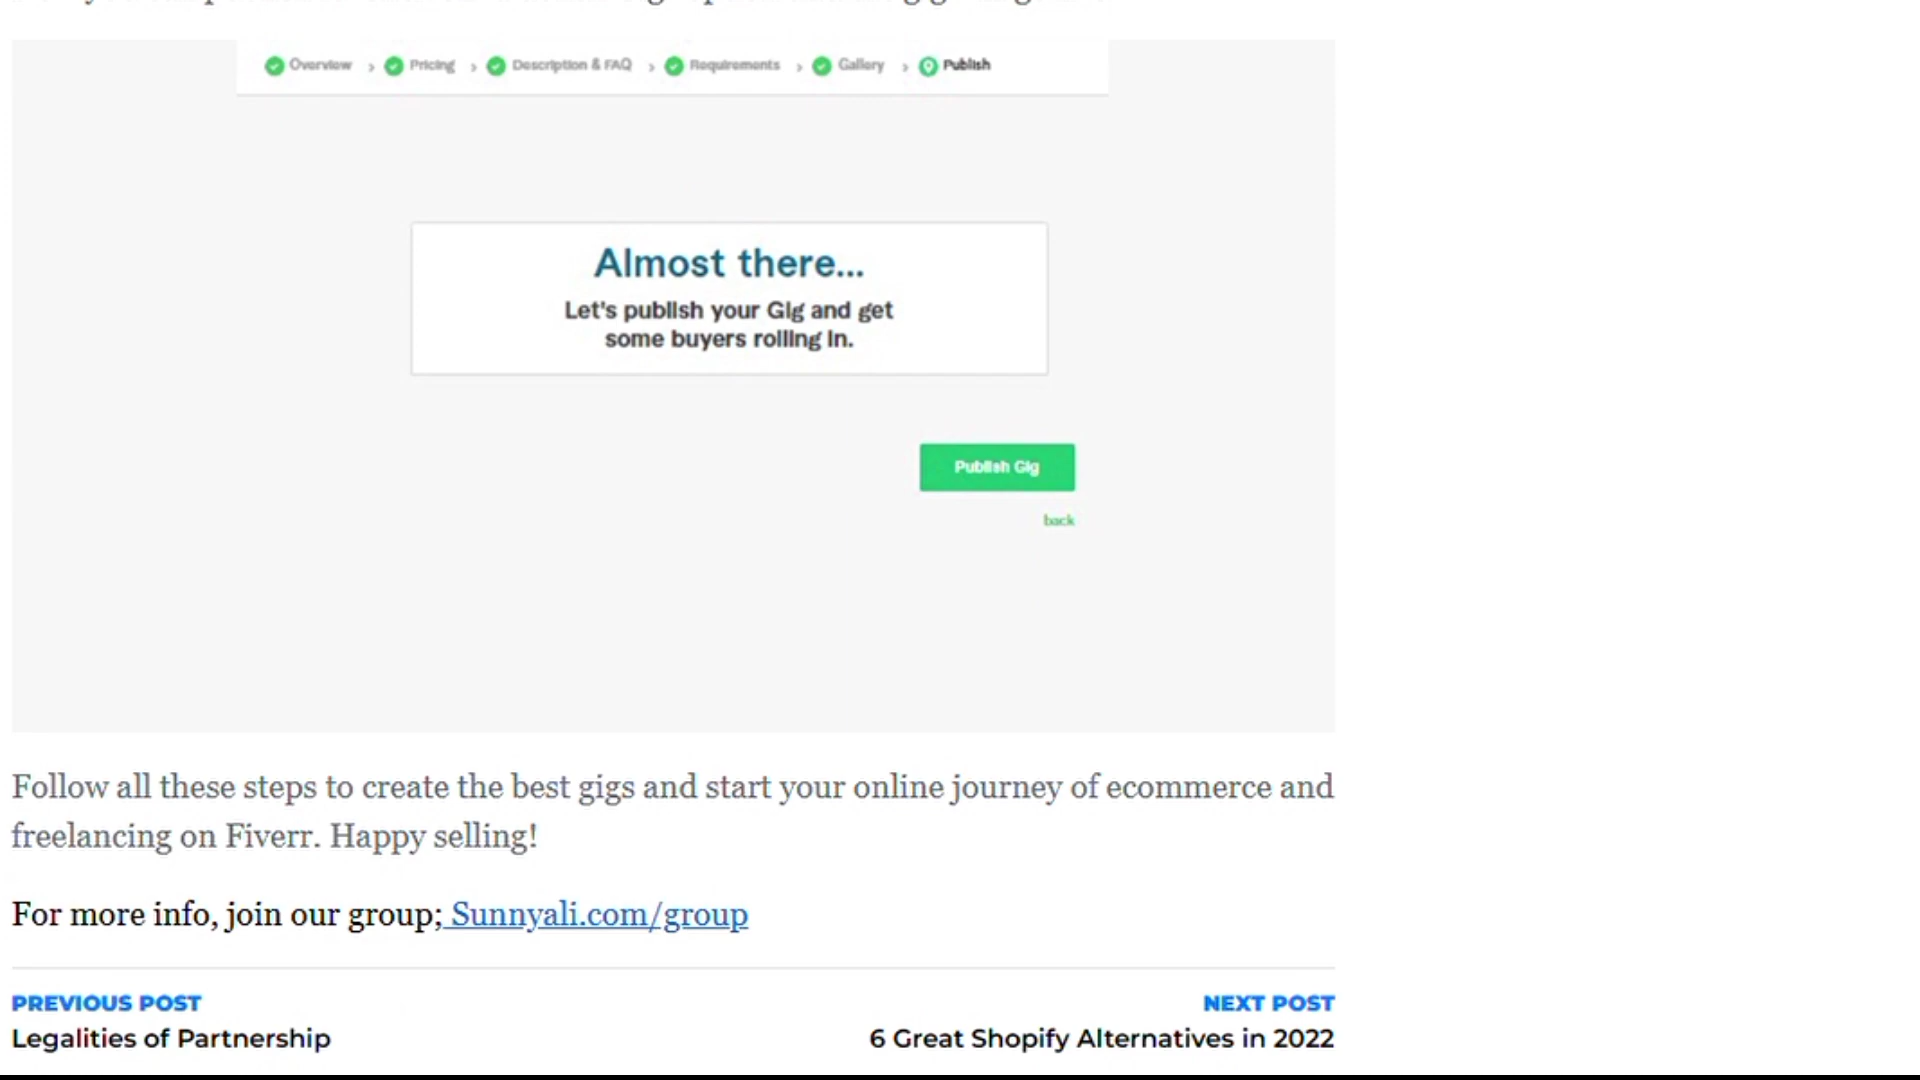 Overview > Pricing > Description & FAQ > Requirements > Gallery > Publish
Almost there...
Let's publish your Gig and get
some buyers rolling in.
Publish Gig
back
Follow all these steps to create the best gigs and start your online journey of ecommerce and
freelancing on Fiverr. Happy selling!
For more info, join our group; Sunnyali.com/group
PREVIOUS POST
Legalities of Partnership
NEXT POST
6 Great Shopify Alternatives in 2022